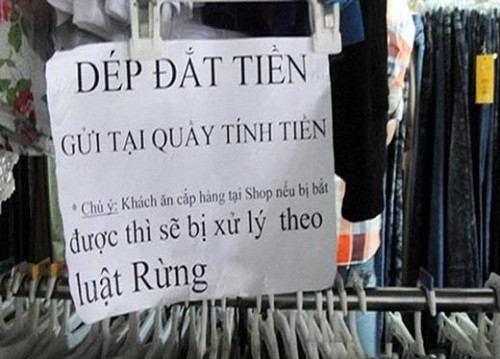 DÉP ĐẮT TIỀN
GỬI TẠI QUẦY TÍNH TIỀN
* Chú ý: Khách ăn cắp hàng tại Shop nếu bị bắt
được thì sẽ bị xử lý theo
luật Rừng